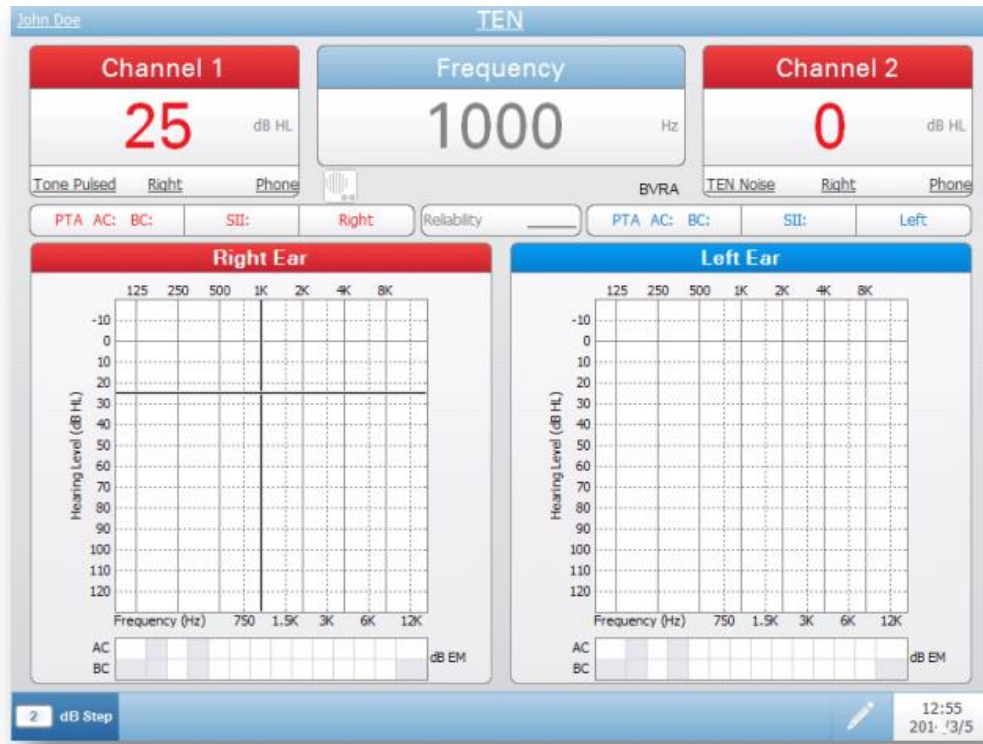 John Doe TEN
Channel 1 Frequency Channel 2
25 dB HL 1000 Hz 0 dB HL
Tone Pulsed Right Phone BVRA TEN Noise Right Phone
PTA AC: BC: SII: Right Reliability PTA AC: BC: SII: Left
Right Ear Left Ear
125 250 500 1K 2K 4K 8K
-10
0
10
20
30
40
50
60
70
80
90
100
110
120
Hearing Level (dB HL)
Frequency (Hz) 750 1.5K 3K 6K 12K
AC
BC
dB EM
125 250 500 1K 2K 4K 8K
-10
0
10
20
30
40
50
60
70
80
90
100
110
120
Hearing Level (dB HL)
Frequency (Hz) 750 1.5K 3K 6K 12K
AC
BC
dB EM
2 dB Step
12:55